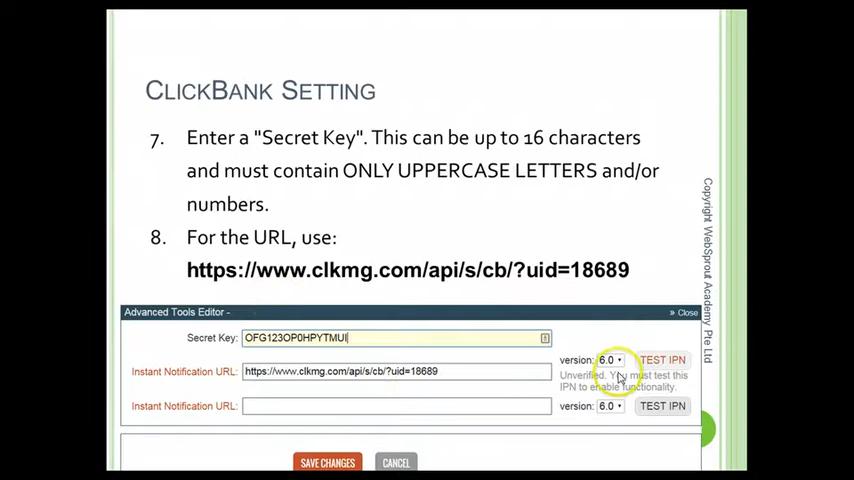 CLICKBANK SETTING
7. Enter a "Secret Key". This can be up to 16 characters
and must contain ONLY UPPERCASE LETTERS and/or
numbers.
8. For the URL, use:
https://www.clkmg.com/api/s/cb/?uid=18689
Copyright WebSprout Academy Pte Ltd
Advanced Tools Editor -
» Close
Secret Key: OFG123OP0HPYTMUI
Instant Notification URL: https://www.clkmg.com/api/s/cb/?uid=18689 version: 6.0 TEST IPN
Unverified. You must test this
IPN to enable functionality.
Instant Notification URL: version: 6.0 TEST IPN
SAVE CHANGES CANCEL